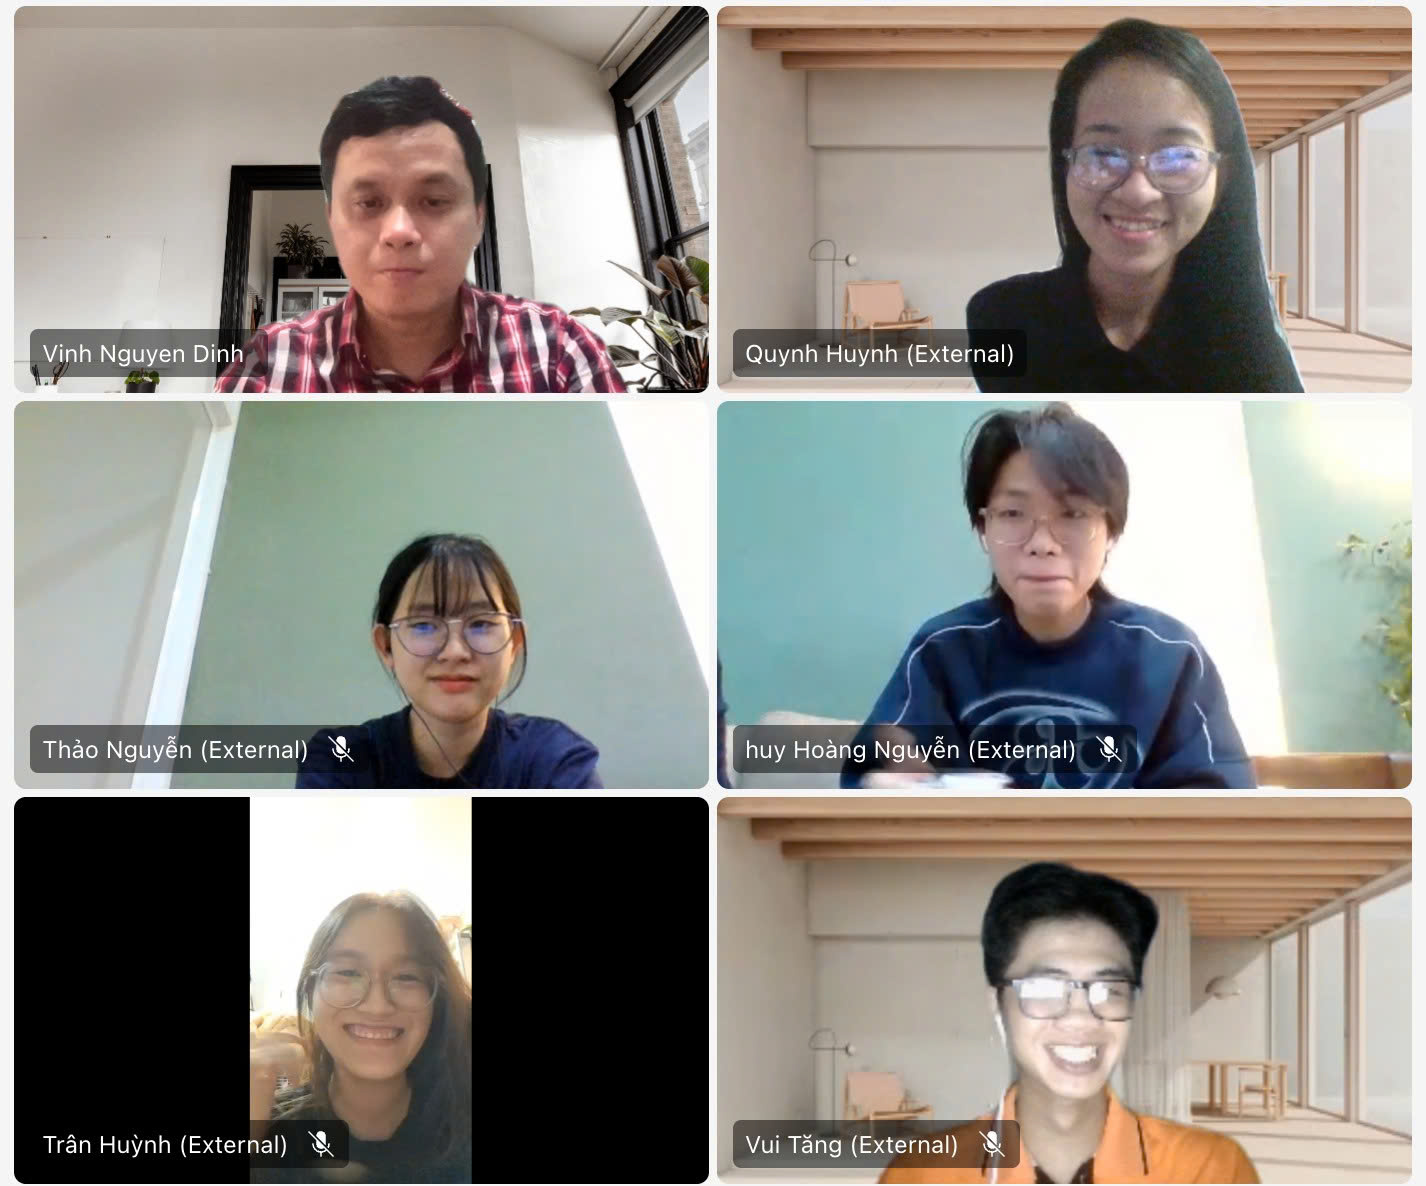 Vinh Nguyen Dinh
Quynh Huynh (External)
Thảo Nguyễn (External)
huy Hoàng Nguyễn (External)
Trân Huỳnh (External)
Vui Tăng (External)